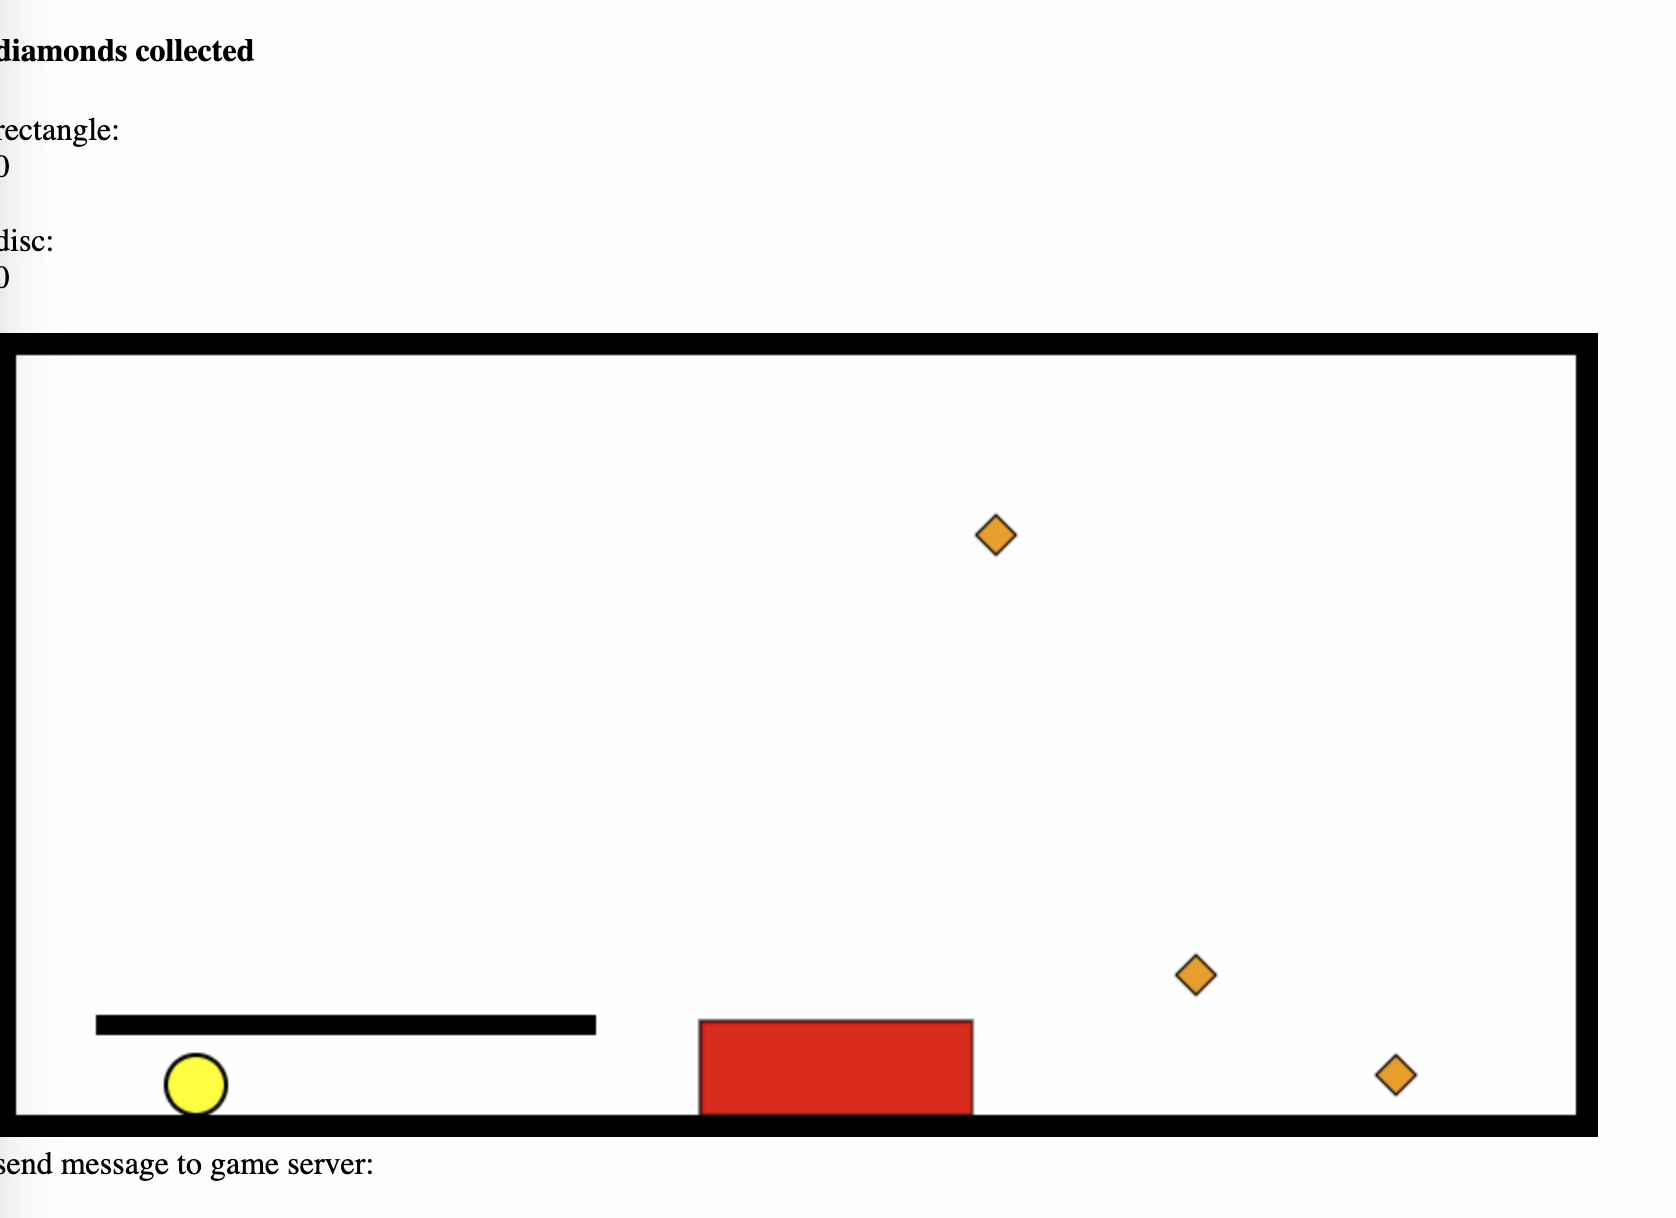 diamonds collected
rectangle:
0
disc:
0
send message to game server: